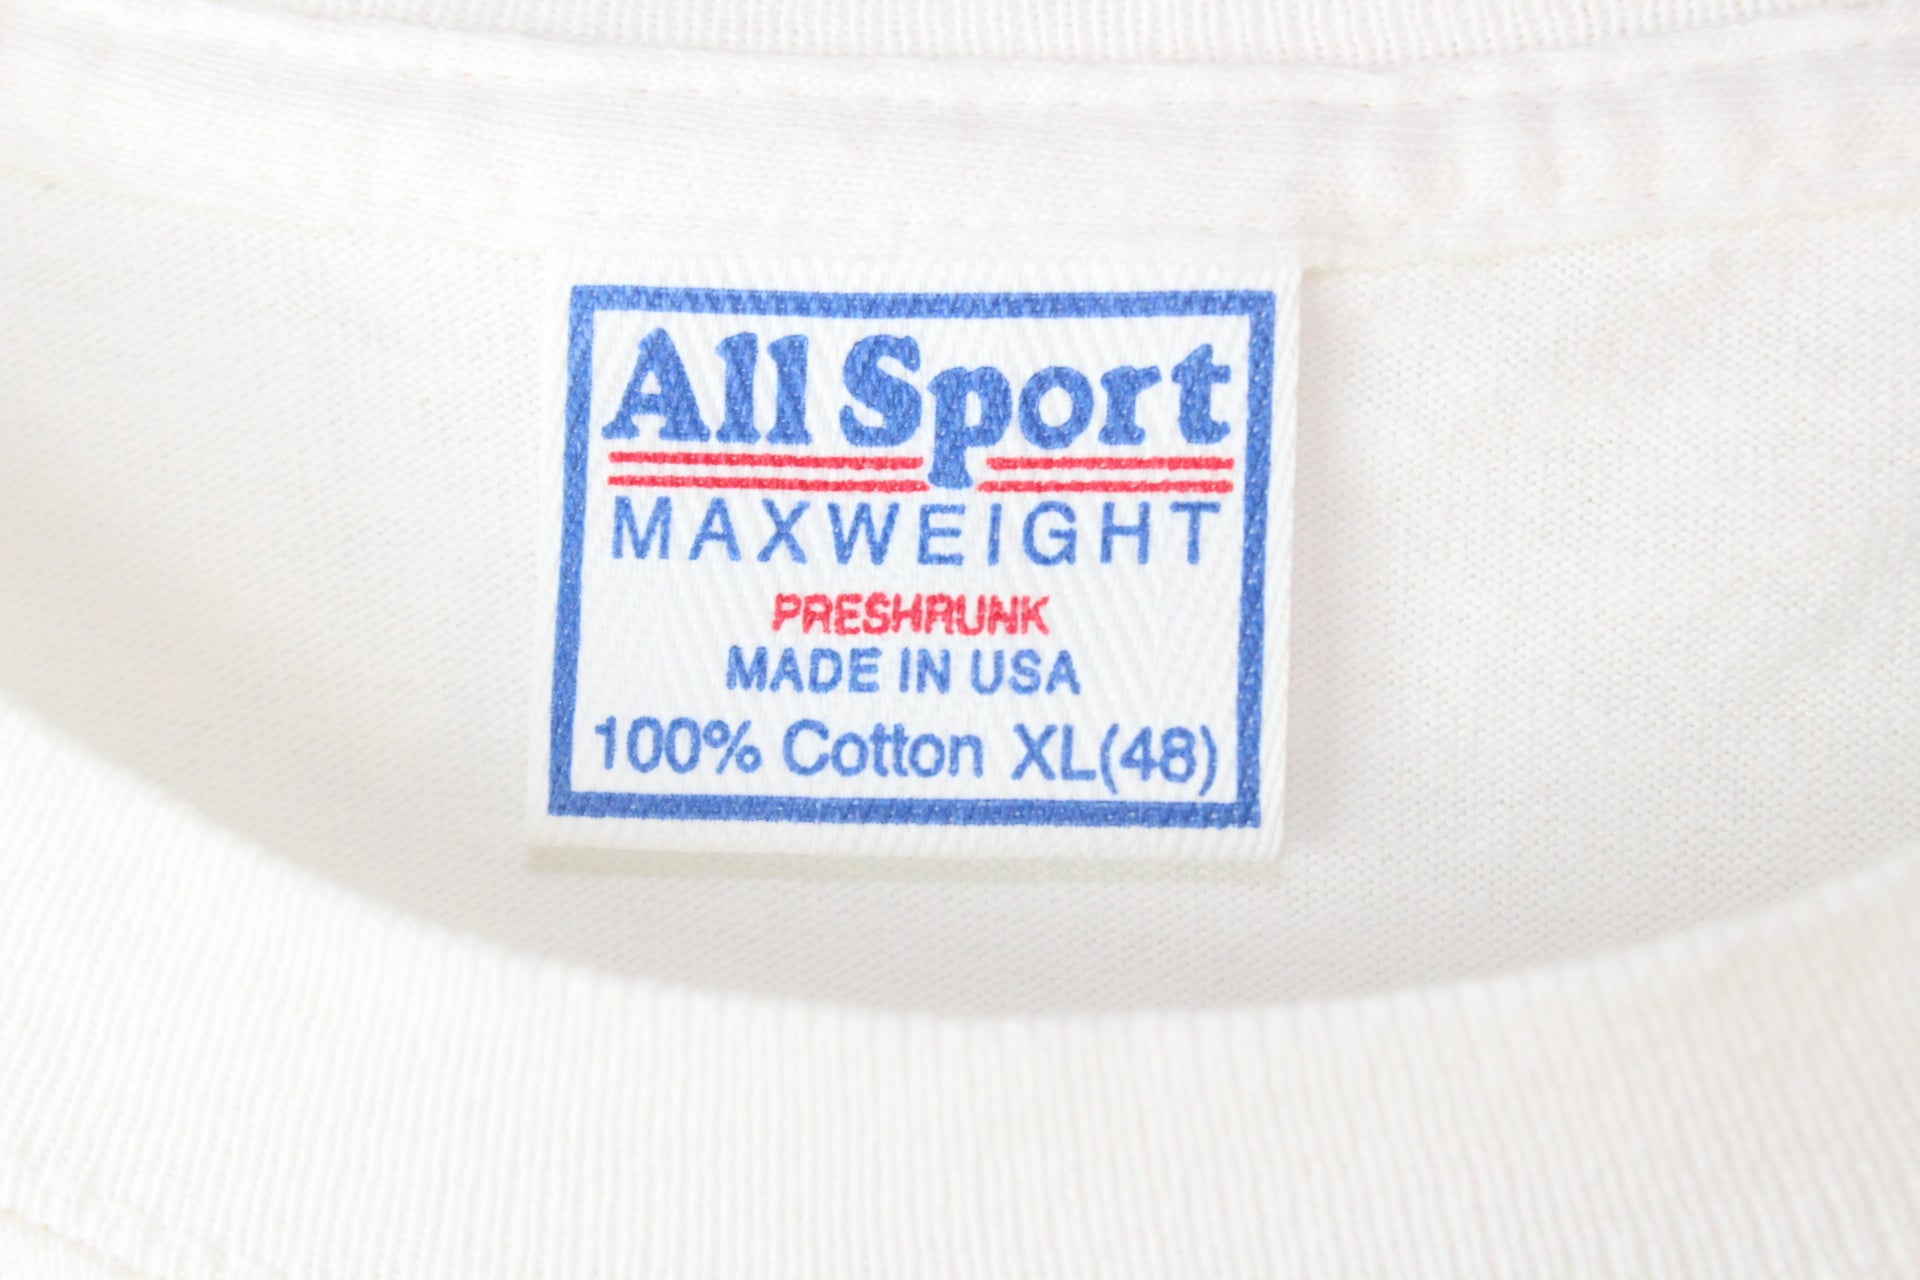 All Sport
MAXWEIGHT
PRESHRUNK
MADE IN USA
100% Cotton XL(48)